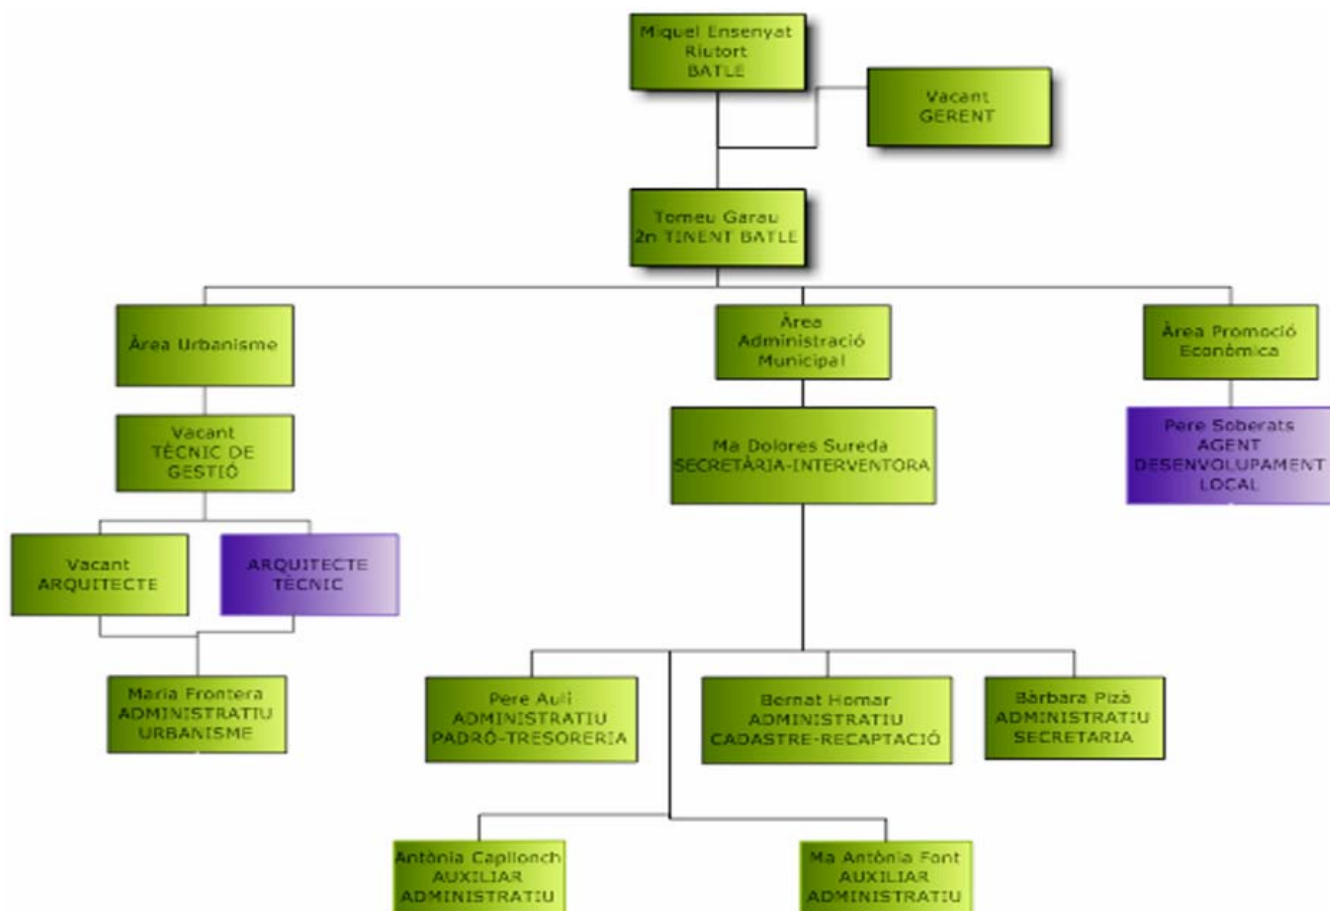 Miquel Ensenyat
Riutort
BATLE
Vacant
GERENT
Tomeu Garau
2n TINENT BATLE
Àrea Urbanisme
Àrea
Administració
Municipal
Àrea Promoció
Econòmica
Vacant
TÈCNIC DE
GESTIÓ
Ma Dolores Sureda
SECRETÀRIA-INTERVENTORA
Pere Soberats
AGENT
DESENVOLUPAMENT
LOCAL
Vacant
ARQUITECTE
ARQUITECTE
TÈCNIC
Maria Frontera
ADMINISTRATIU
URBANISME
Pere Aulí
ADMINISTRATIU
PADRÓ-TRESORERIA
Bernat Homar
ADMINISTRATIU
CADASTRE-RECAPTACIÓ
Bàrbara Pizà
ADMINISTRATIU
SECRETARIA
Antònia Capllonch
AUXILIAR
ADMINISTRATIU
Ma Antònia Font
AUXILIAR
ADMINISTRATIU